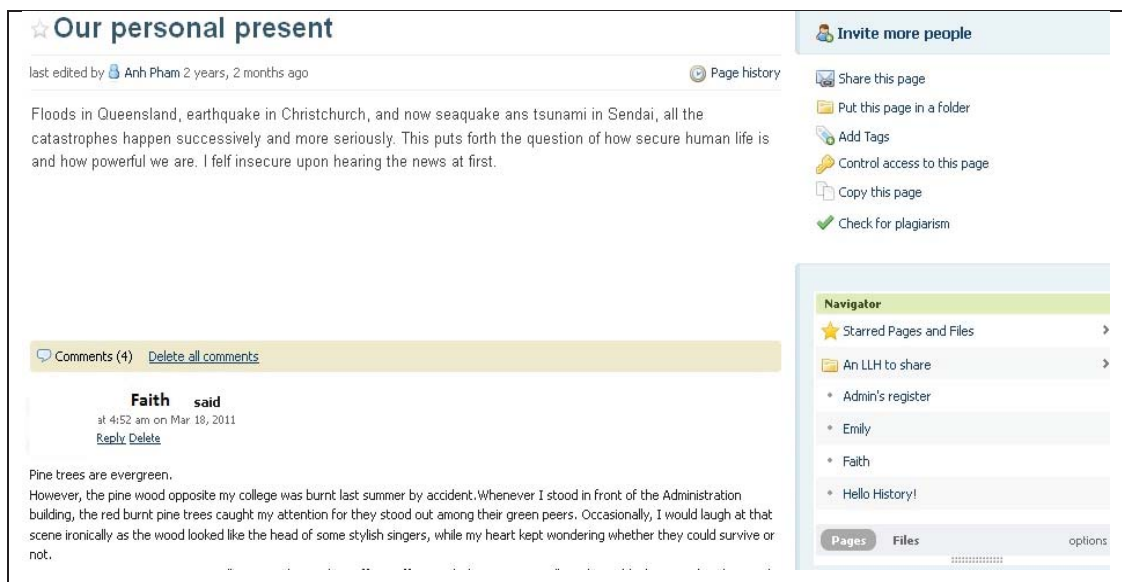 Our personal present
last edited by Anh Pham 2 years, 2 months ago
Page history
Floods in Queensland, earthquake in Christchurch, and now seaquake ans tsunami in Sendai, all the
catastrophes happen successively and more seriously. This puts forth the question of how secure human life is
and how powerful we are. I felf insecure upon hearing the news at first.
Comments (4) Delete all comments
Faith said
at 4:52 am on Mar 18, 2011
Reply Delete
Pine trees are evergreen.
However, the pine wood opposite my college was burnt last summer by accident.Whenever I stood in front of the Administration
building, the red burnt pine trees caught my attention for they stood out among their green peers. Occasionally, I would laugh at that
scene ironically as the wood looked like the head of some stylish singers, while my heart kept wondering whether they could survive or
not.
Invite more people
Share this page
Put this page in a folder
Add Tags
Control access to this page
Copy this page
Check for plagiarism
Navigator
Starred Pages and Files
An LLH to share
Admin's register
Emily
Faith
Hello History!
Pages Files options